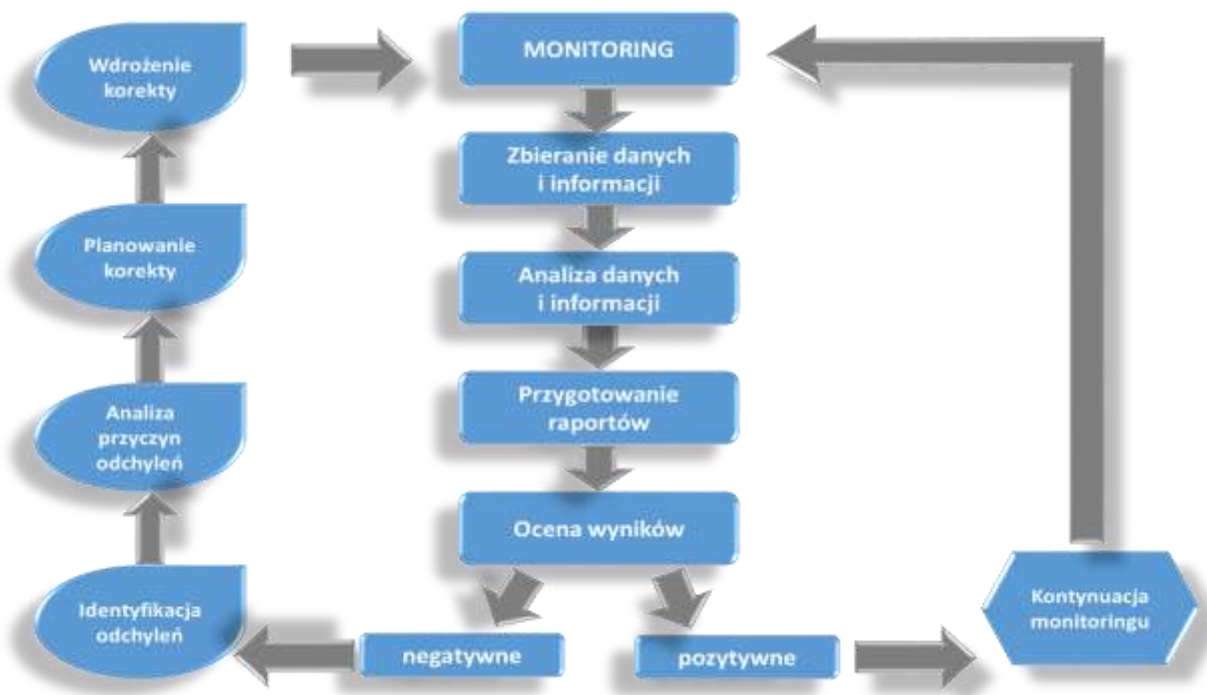 MONITORING
Zbieranie danych
i informacji
Analiza danych
i informacji
Przygotowanie
raportów
Ocena wyników
negatywne
pozytywne
Identyfikacja
odchyleń
Analiza
przyczyn
odchyleń
Planowanie
korekty
Wdrożenie
korekty
Kontynuacja
monitoringu